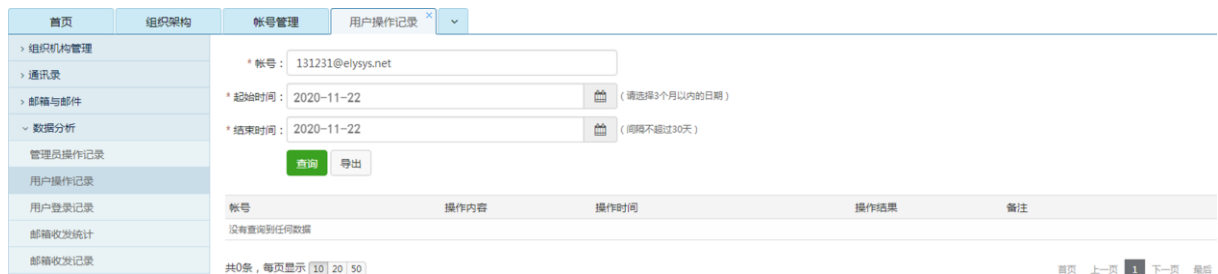 首页 组织架构 帐号管理 用户操作记录 ×
组织机构管理
通讯录
邮箱与邮件
数据分析
管理员操作记录
用户操作记录
用户登录记录
邮箱收发统计
邮箱收发记录
* 帐号： 131231@elysys.net
* 起始时间： 2020-11-22 （请选择3个月以内的日期）
* 结束时间： 2020-11-22 （间隔不超过30天）
查询 导出
帐号 操作内容 操作时间 操作结果 备注
没有查询到任何数据
共0条，每页显示 10 20 50
首页 上一页 1 下一页 最后